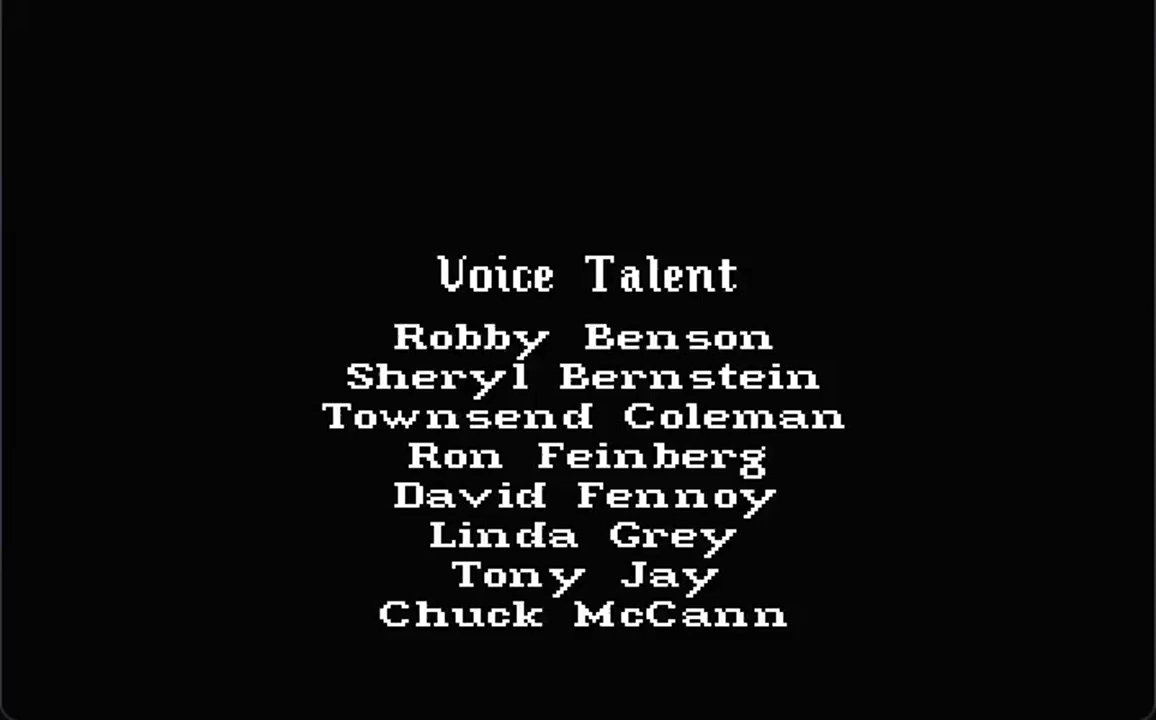 Voice Talent
Robby Benson
Sheryl Bernstein
Townsend Coleman
Ron Feinberg
David Fennoy
Linda Grey
Tony Jay
Chuck McCann